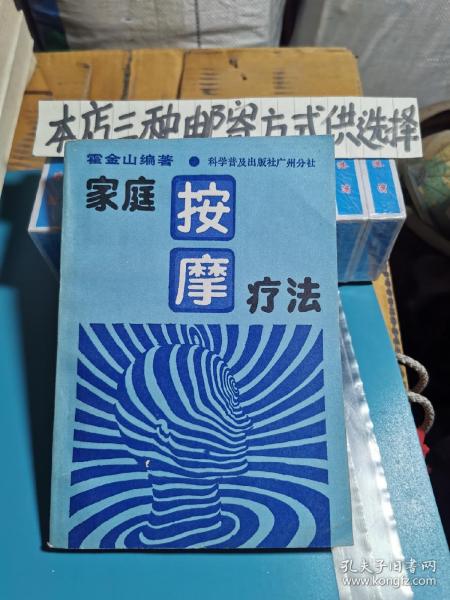 本店三种邮寄方式供选择
霍金山编著 ● 科学普及出版社广州分社
家庭
按
摩
疗法
孔夫子旧书网
www.kongfz.com